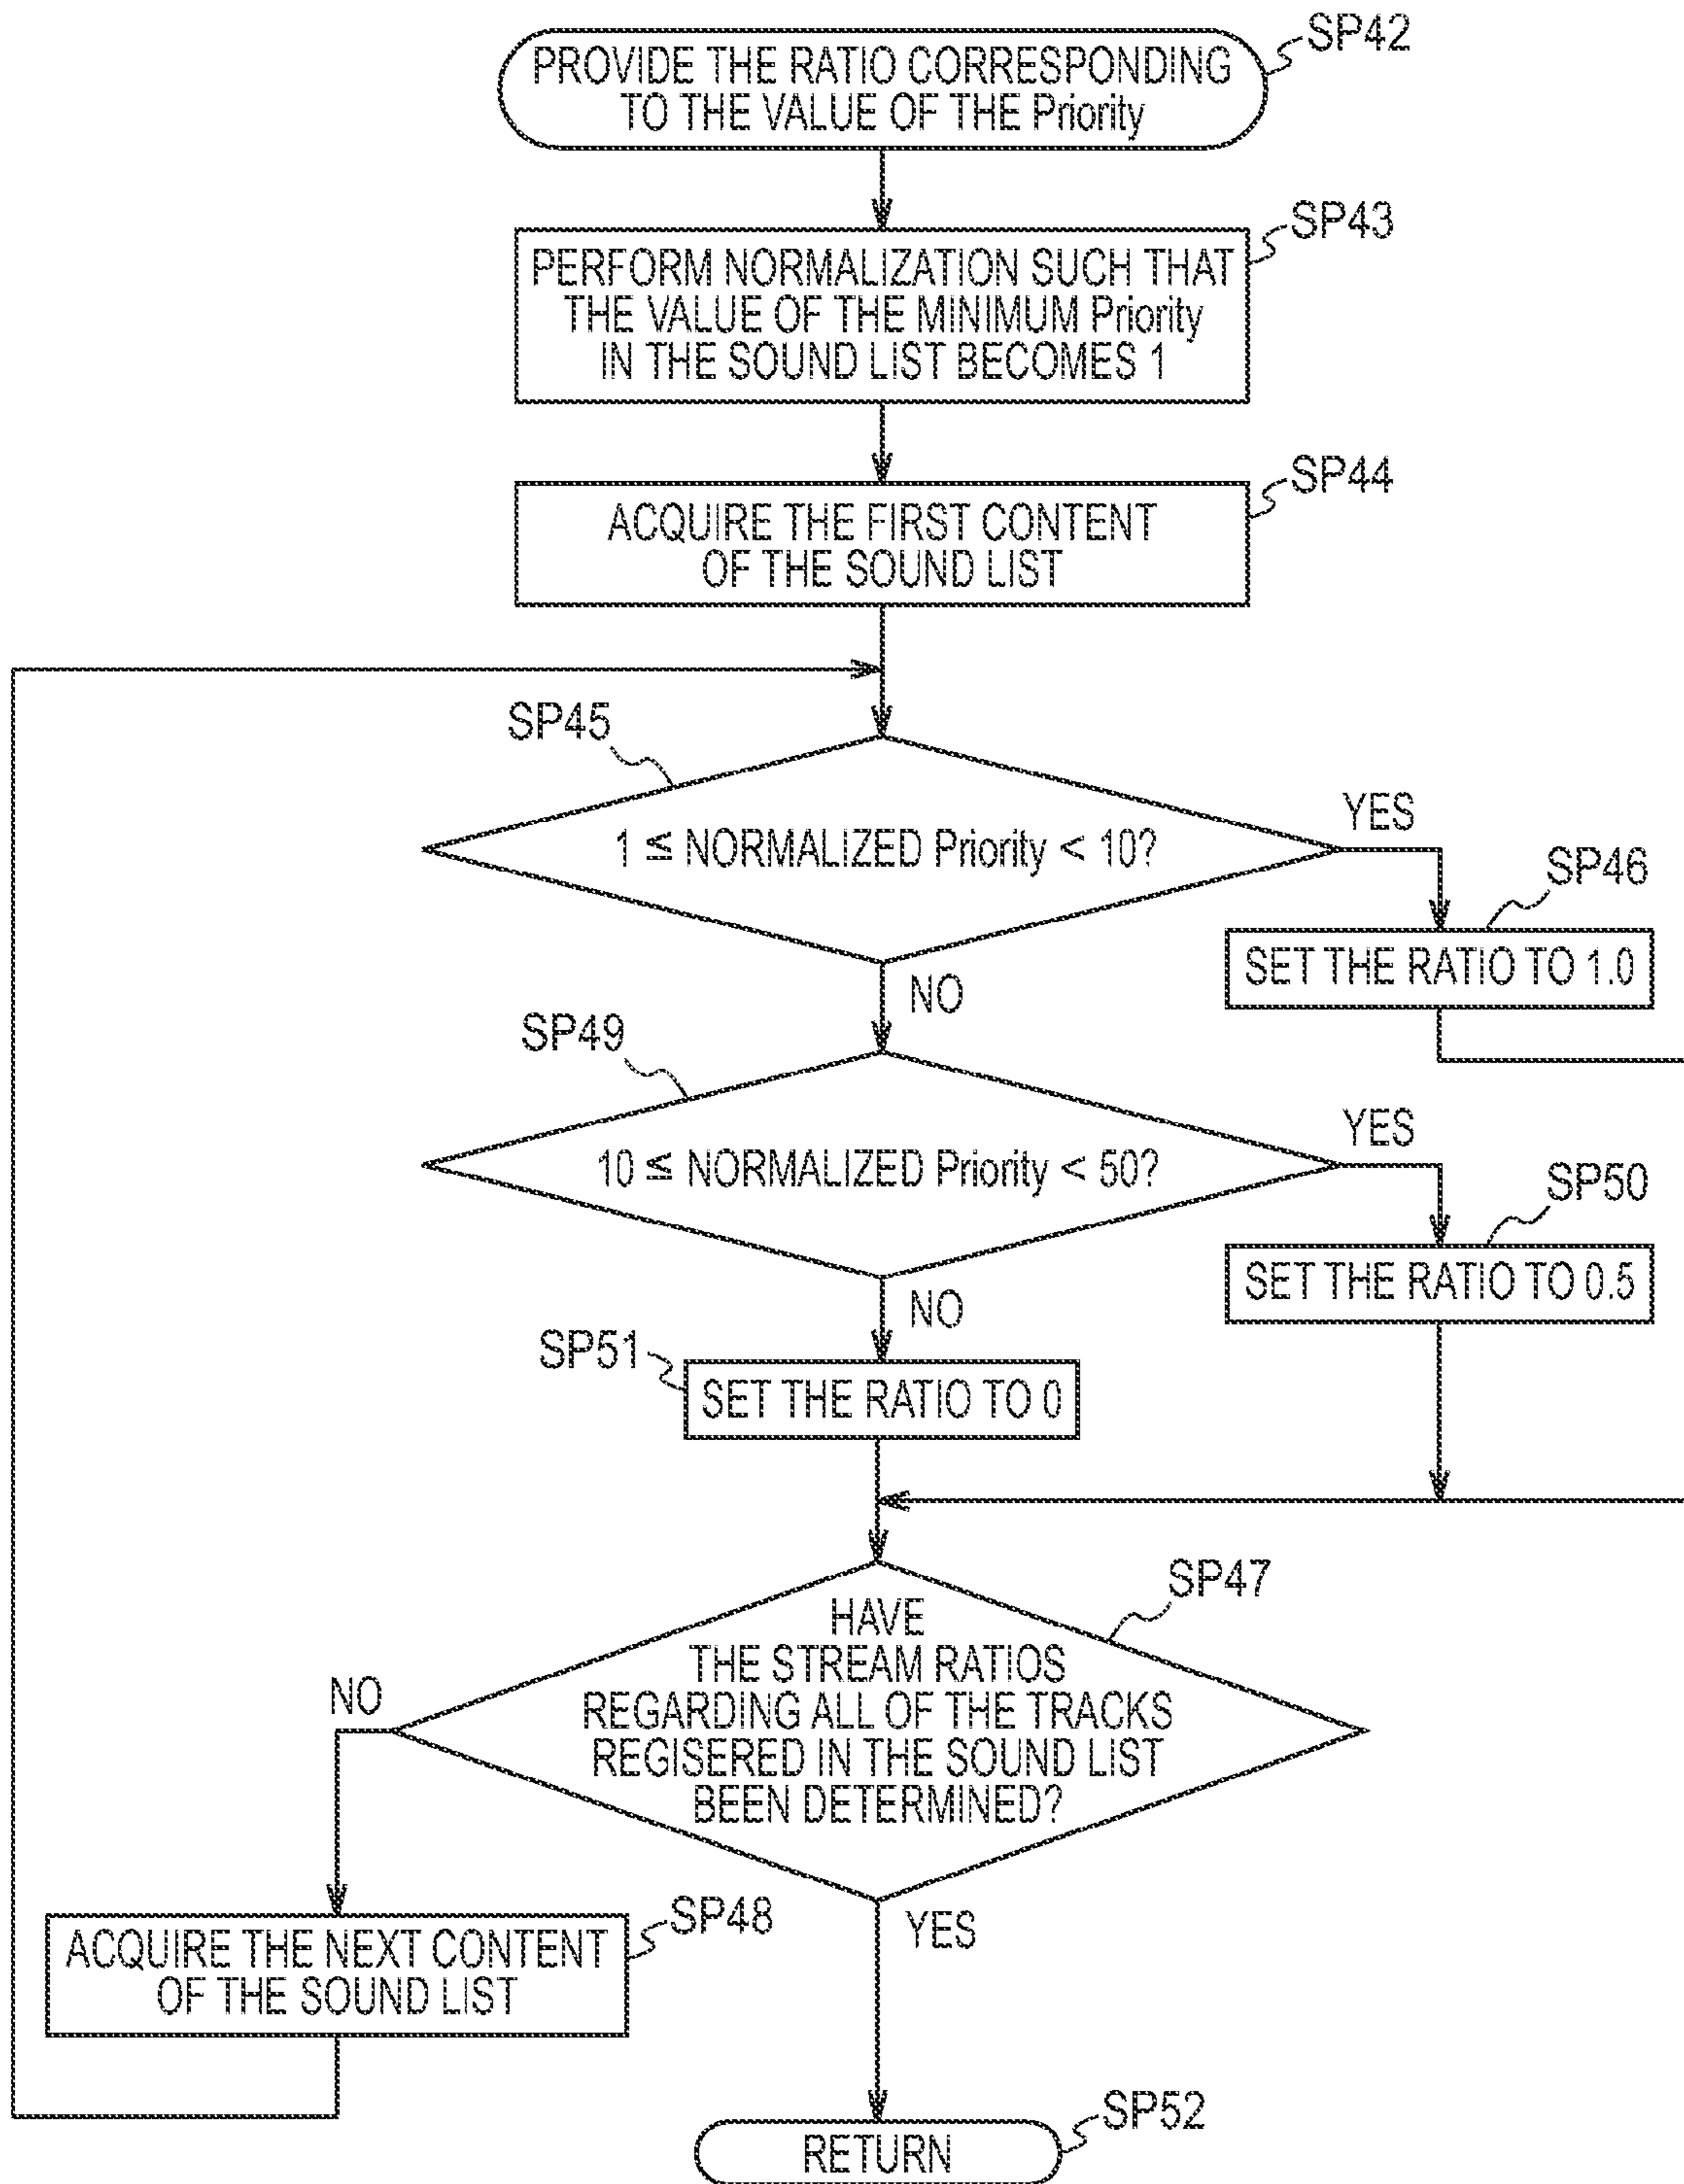 SP42
PROVIDE THE RATIO CORRESPONDING
TO THE VALUE OF THE Priority
SP43
PERFORM NORMALIZATION SUCH THAT
THE VALUE OF THE MINIMUM Priority
IN THE SOUND LIST BECOMES 1
SP44
ACQUIRE THE FIRST CONTENT
OF THE SOUND LIST
SP45
1 ≦ NORMALIZED Priority < 10?
YES
SP46
SET THE RATIO TO 1.0
NO
SP49
10 ≦ NORMALIZED Priority < 50?
YES
SP50
SET THE RATIO TO 0.5
NO
SP51
SET THE RATIO TO 0
SP47
HAVE
THE STREAM RATIOS
REGARDING ALL OF THE TRACKS
REGISERED IN THE SOUND LIST
BEEN DETERMINED?
NO
SP48
ACQUIRE THE NEXT CONTENT
OF THE SOUND LIST
YES
SP52
RETURN